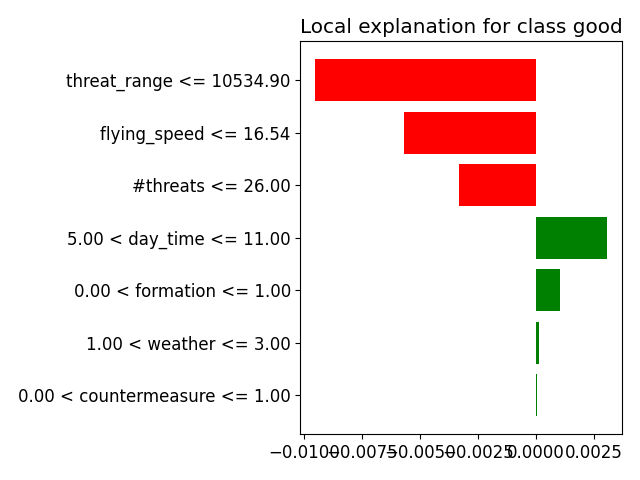 Local explanation for class good
threat_range <= 10534.90
flying_speed <= 16.54
#threats <= 26.00
5.00 < day_time <= 11.00
0.00 < formation <= 1.00
1.00 < weather <= 3.00
0.00 < countermeasure <= 1.00
−0.0100 −0.0075 −0.0050 −0.0025 0.0000 0.0025